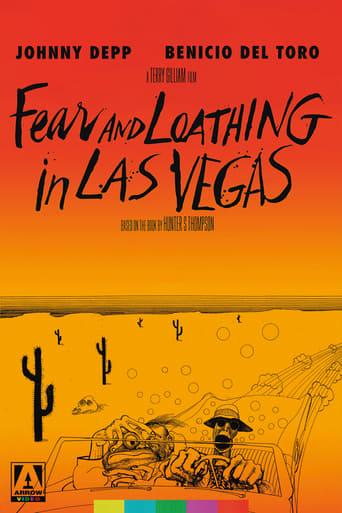 JOHNNY DEPP BENICIO DEL TORO
A TERRY GILLIAM FILM
Fear AND LOATHING
in LAS VEGAS
BASED ON THE BOOK BY HUNTER S THOMPSON
ARROW
VIDEO